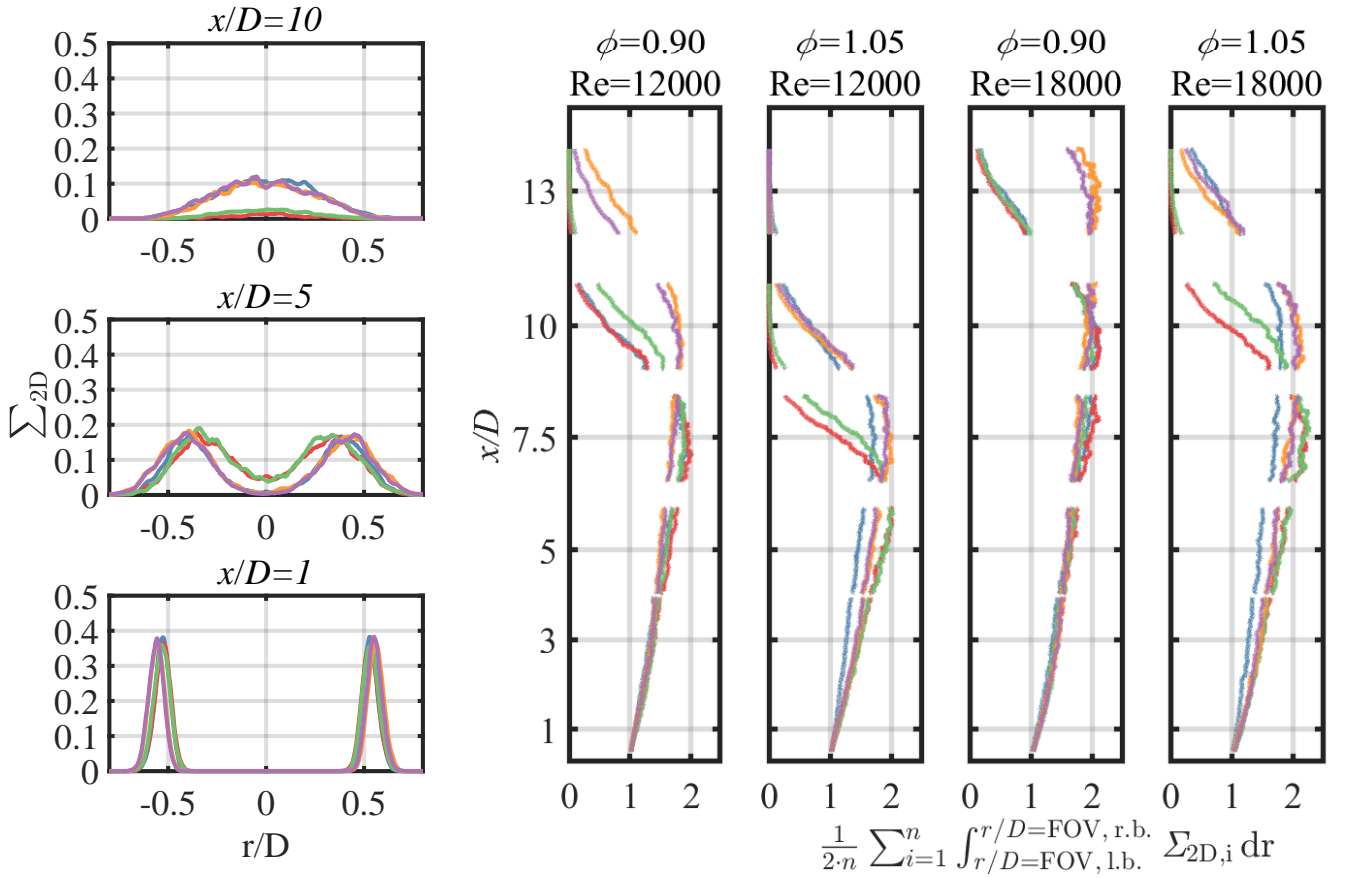 x/D=10
0.5
0.4
0.3
0.2
0.1
0
-0.5 0 0.5
x/D=5
0.5
0.4
0.3
0.2
0.1
0
-0.5 0 0.5
x/D=1
0.5
0.4
0.3
0.2
0.1
0
-0.5 0 0.5
r/D
∑2D
ϕ=0.90 ϕ=1.05 ϕ=0.90 ϕ=1.05
Re=12000 Re=12000 Re=18000 Re=18000
13
10
7.5
5
3
1
x/D
0 1 2 0 1 2 0 1 2 0 1 2
1/(2·n) ∑_{i=1}^{n} ∫_{r/D=FOV, l.b.}^{r/D=FOV, r.b.} Σ_{2D,i} dr